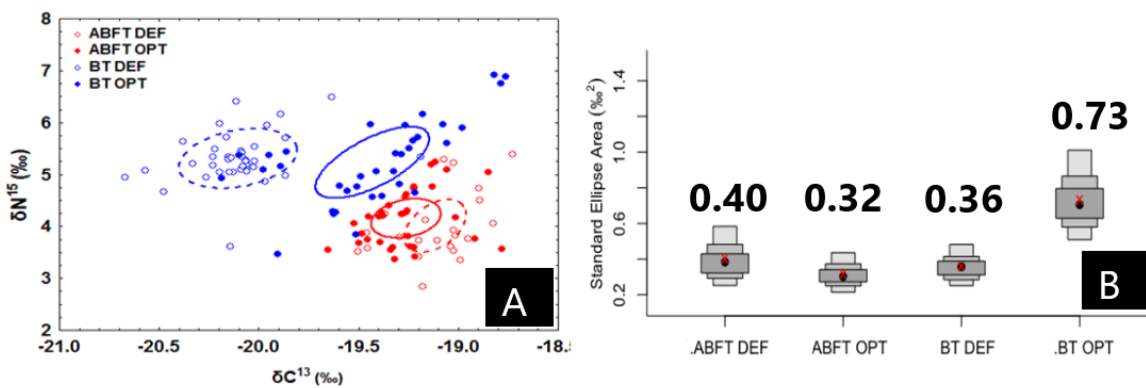 8
7
6
5
4
3
2
δN¹⁵ (‰)
ABFT DEF
ABFT OPT
BT DEF
BT OPT
A
-21.0 -20.5 -20.0 -19.5 -19.0 -18.5
δC¹³ (‰)
Standard Ellipse Area (‰²)
1.4
1.0
0.6
0.2
0.40 0.32 0.36 0.73
B
.ABFT DEF ABFT OPT BT DEF .BT OPT